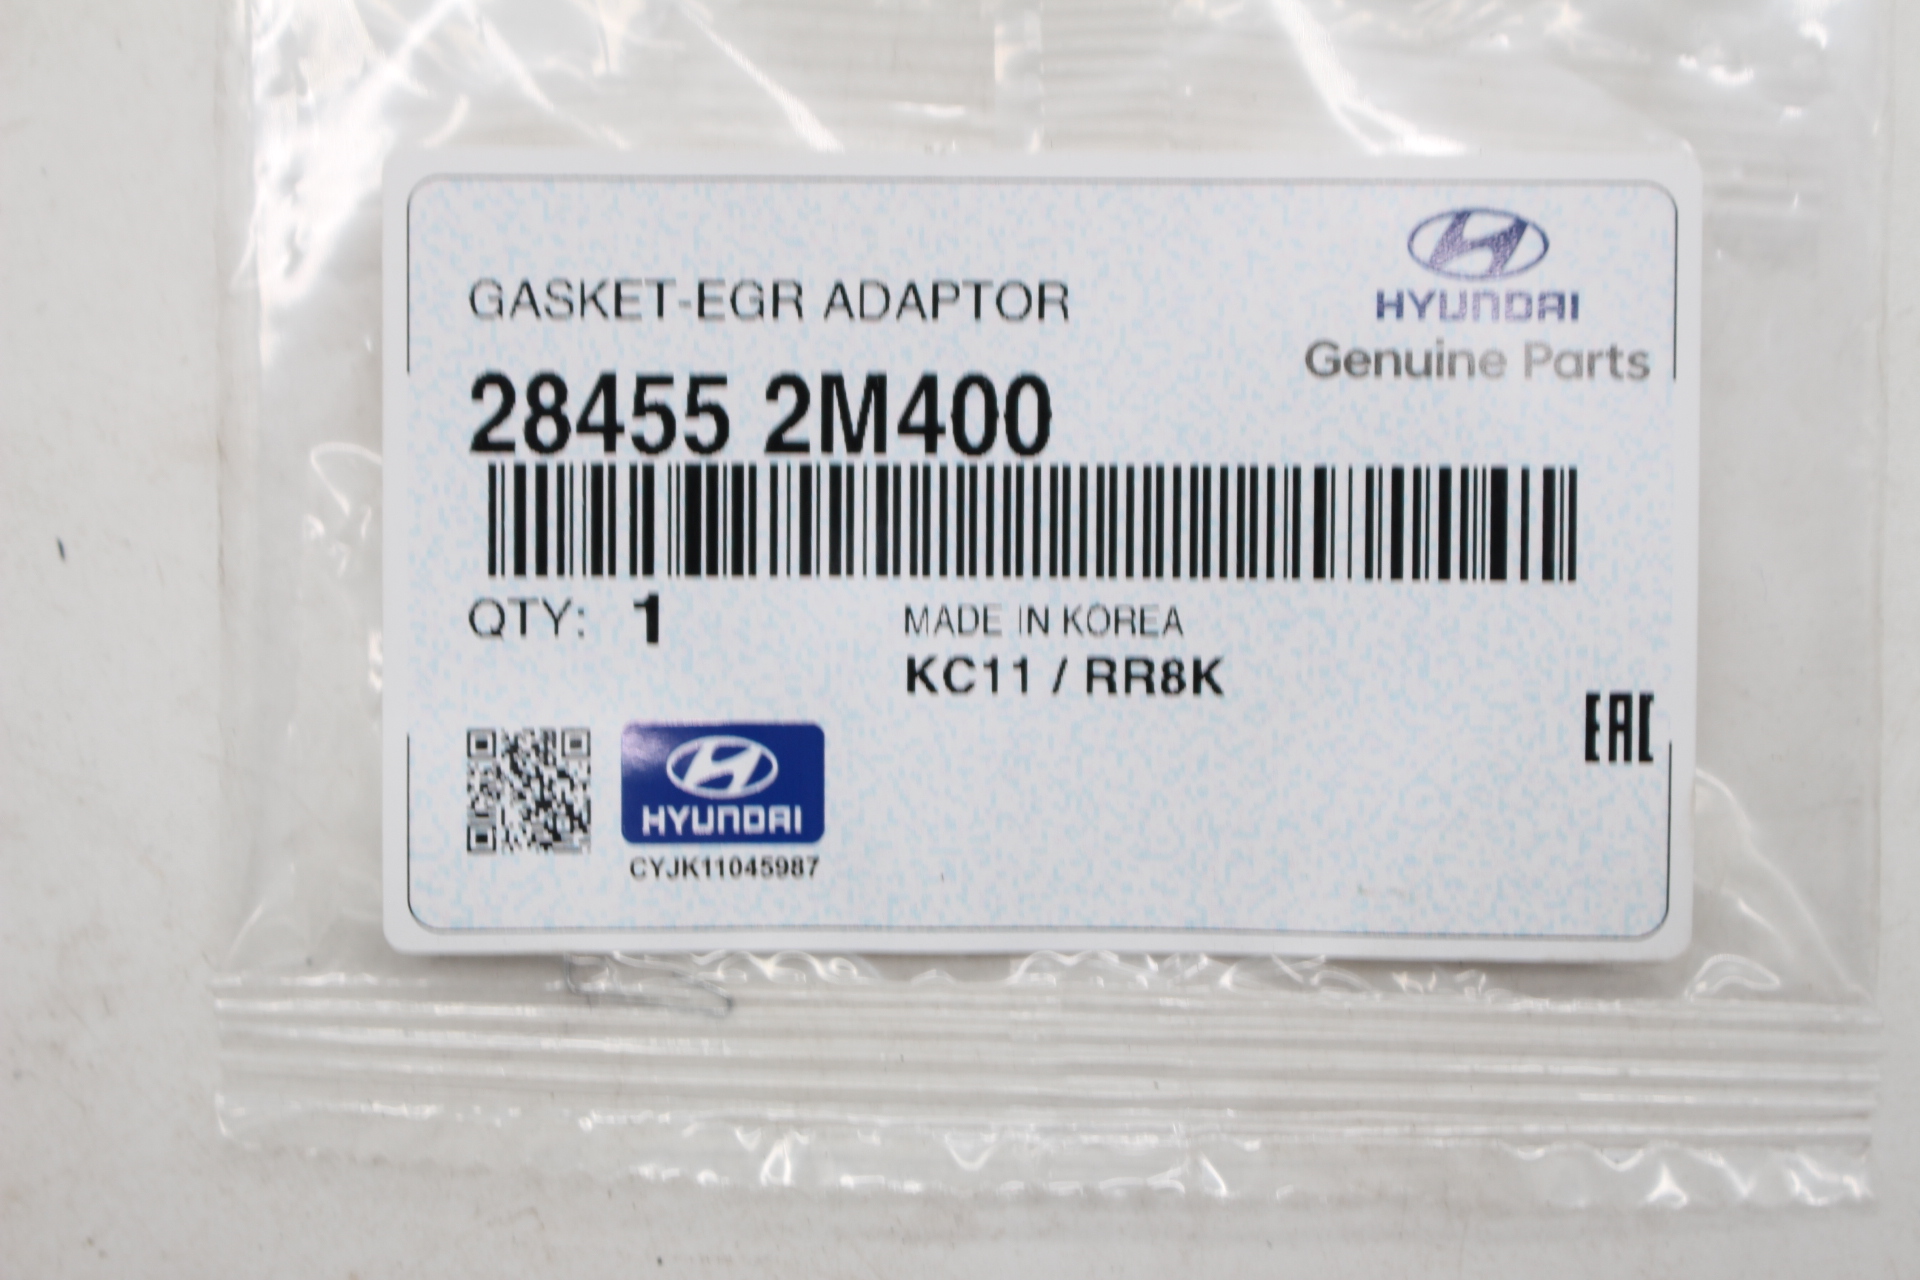 HYUNDAI
Genuine Parts
GASKET-EGR ADAPTOR
28455 2M400
QTY: 1
MADE IN KOREA
KC11 / RR8K
EAC
HYUNDAI
CYJK11045987